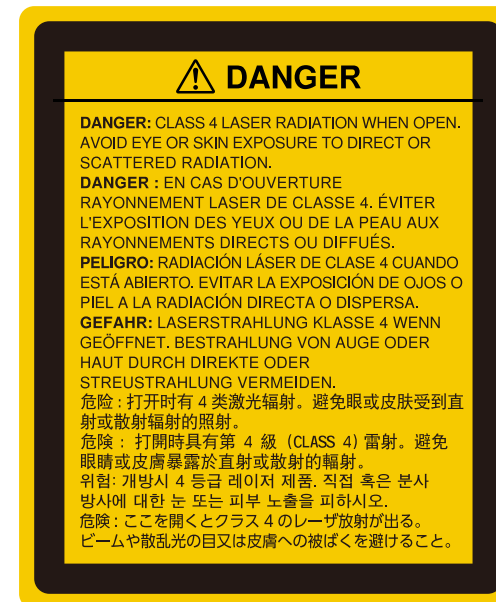 DANGER
DANGER: CLASS 4 LASER RADIATION WHEN OPEN.
AVOID EYE OR SKIN EXPOSURE TO DIRECT OR
SCATTERED RADIATION.
DANGER : EN CAS D'OUVERTURE
RAYONNEMENT LASER DE CLASSE 4. ÉVITER
L'EXPOSITION DES YEUX OU DE LA PEAU AUX
RAYONNEMENTS DIRECTS OU DIFFUÉS.
PELIGRO: RADIACIÓN LÁSER DE CLASE 4 CUANDO
ESTÁ ABIERTO. EVITAR LA EXPOSICIÓN DE OJOS O
PIEL A LA RADIACIÓN DIRECTA O DISPERSA.
GEFAHR: LASERSTRAHLUNG KLASSE 4 WENN
GEÖFFNET. BESTRAHLUNG VON AUGE ODER
HAUT DURCH DIREKTE ODER
STREUSTRAHLUNG VERMEIDEN.
危险 : 打开时有 4 类激光辐射。避免眼或皮肤受到直
射或散射辐射的照射。
危険 : 打開時具有第 4 級 (CLASS 4) 雷射。避免
眼睛或皮膚暴露於直射或散射的輻射。
위험: 개방시 4 등급 레이저 제품. 직접 혹은 분사
방사에 대한 눈 또는 피부 노출을 피하시오.
危険 : ここを開くとクラス 4 のレーザ放射が出る。
ビームや散乱光の目又は皮膚への被ばくを避けること。